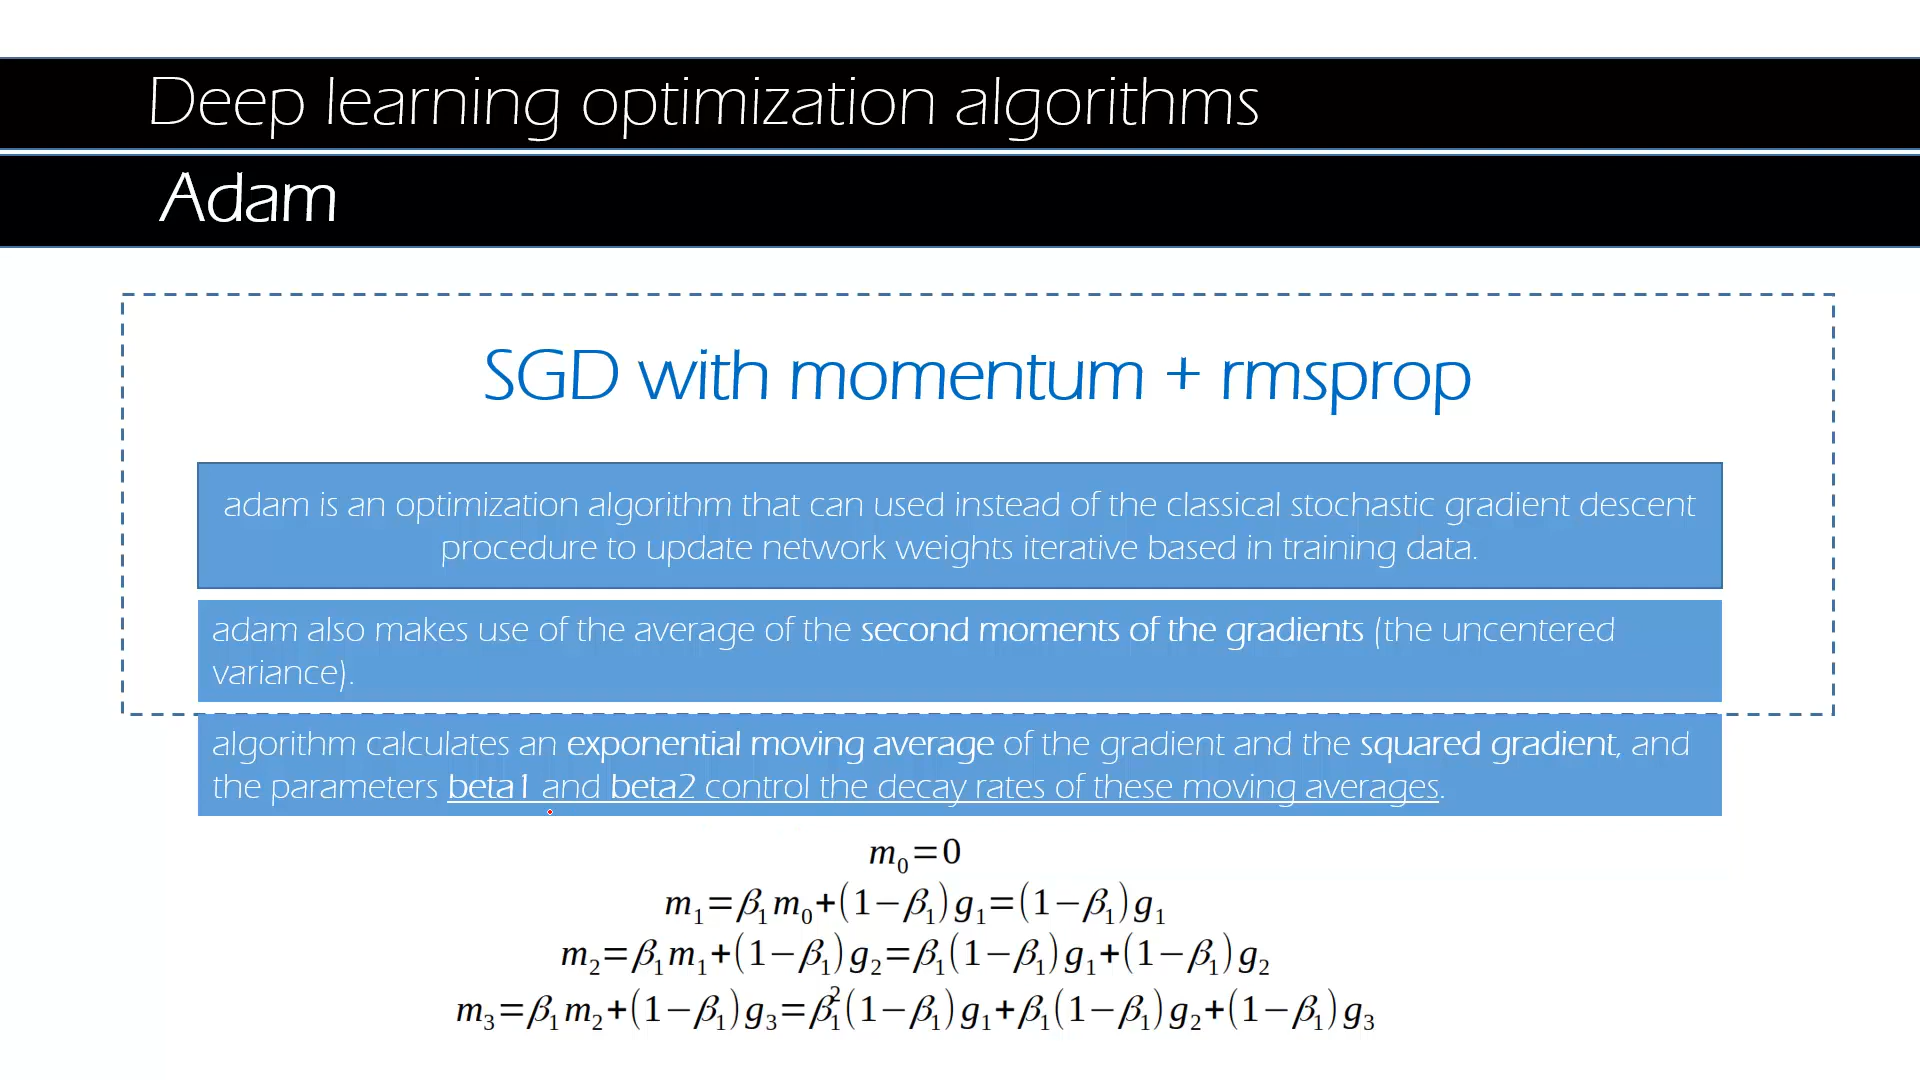 Deep learning optimization algorithms
Adam
SGD with momentum + rmsprop
adam is an optimization algorithm that can used instead of the classical stochastic gradient descent
procedure to update network weights iterative based in training data.
adam also makes use of the average of the second moments of the gradients (the uncentered
variance).
algorithm calculates an exponential moving average of the gradient and the squared gradient, and
the parameters beta1 and beta2 control the decay rates of these moving averages.
m₀=0
m₁=β₁m₀+(1−β₁)g₁=(1−β₁)g₁
m₂=β₁m₁+(1−β₁)g₂=β₁(1−β₁)g₁+(1−β₁)g₂
m₃=β₁m₂+(1−β₁)g₃=β₁²(1−β₁)g₁+β₁(1−β₁)g₂+(1−β₁)g₃